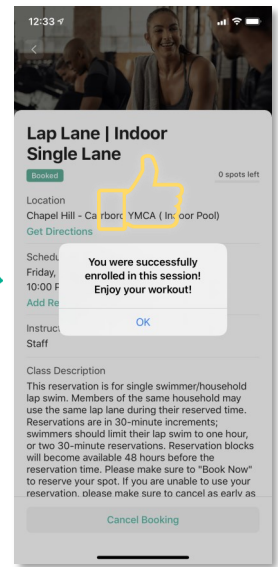 12:33
Lap Lane | Indoor
Single Lane
Booked
0 spots left
Location
Chapel Hill - Carrboro YMCA ( Indoor Pool)
Get Directions
Friday,
10:00
You were successfully
enrolled in this session!
Enjoy your workout!
OK
Staff
Class Description
This reservation is for single swimmer/household
lap swim. Members of the same household may
use the same lap lane during their reserved time.
Reservations are in 30-minute increments;
swimmers should limit their lap swim to one hour,
or two 30-minute reservations. Reservation blocks
will become available 48 hours before the
reservation time. Please make sure to "Book Now"
to reserve your spot. If you are unable to use your
reservation, please make sure to cancel as early as
Cancel Booking